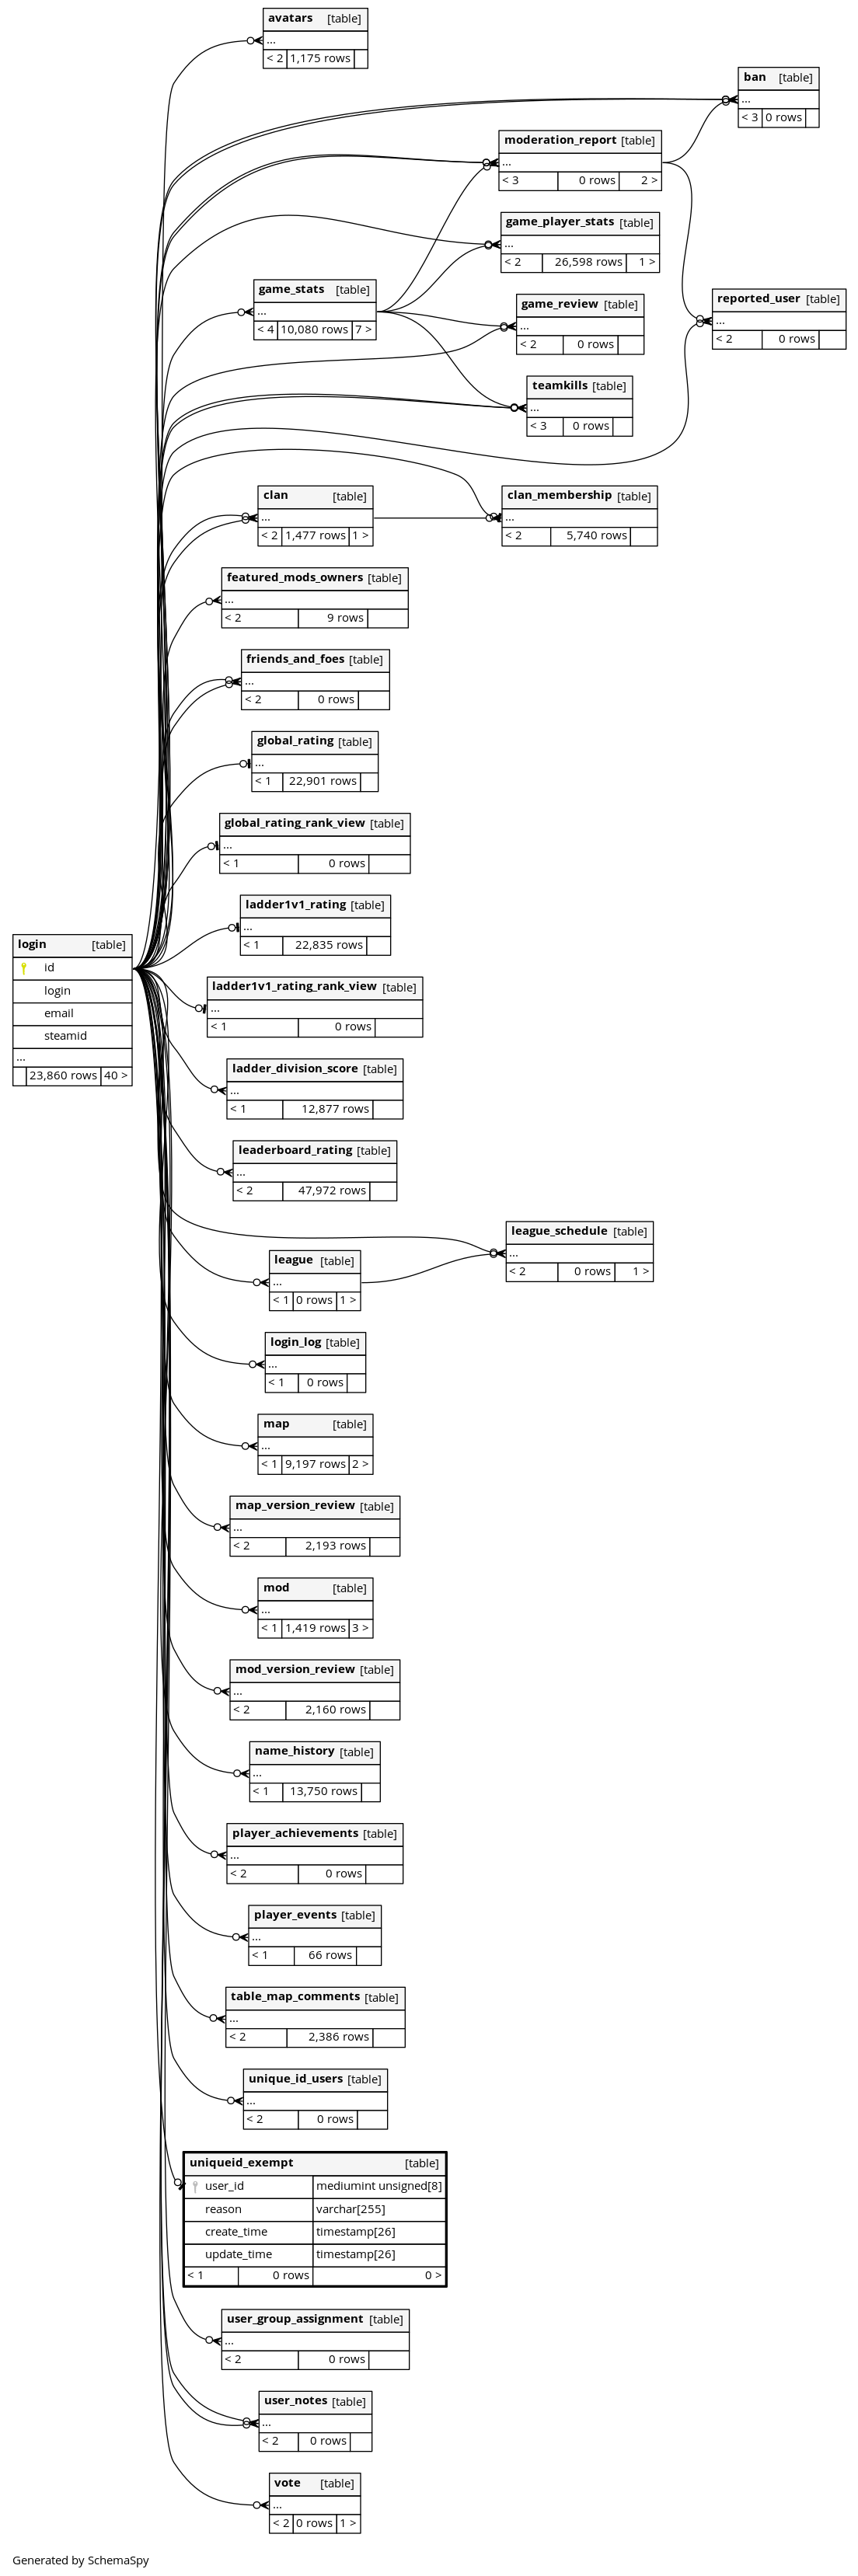 avatars [table]
...
< 2 1,175 rows
ban [table]
...
< 3 0 rows
moderation_report [table]
...
< 3 0 rows 2 >
game_player_stats [table]
...
< 2 26,598 rows 1 >
game_stats [table]
...
< 4 10,080 rows 7 >
reported_user [table]
...
< 2 0 rows
game_review [table]
...
< 2 0 rows
teamkills [table]
...
< 3 0 rows
clan [table]
...
< 2 1,477 rows 1 >
clan_membership [table]
...
< 2 5,740 rows
featured_mods_owners [table]
...
< 2 9 rows
friends_and_foes [table]
...
< 2 0 rows
global_rating [table]
...
< 1 22,901 rows
global_rating_rank_view [table]
...
< 1 0 rows
ladder1v1_rating [table]
...
< 1 22,835 rows
login [table]
id
login
email
steamid
...
23,860 rows 40 >
ladder1v1_rating_rank_view [table]
...
< 1 0 rows
ladder_division_score [table]
...
< 1 12,877 rows
leaderboard_rating [table]
...
< 2 47,972 rows
league_schedule [table]
...
< 2 0 rows 1 >
league [table]
...
< 1 0 rows 1 >
login_log [table]
...
< 1 0 rows
map [table]
...
< 1 9,197 rows 2 >
map_version_review [table]
...
< 2 2,193 rows
mod [table]
...
< 1 1,419 rows 3 >
mod_version_review [table]
...
< 2 2,160 rows
name_history [table]
...
< 1 13,750 rows
player_achievements [table]
...
< 2 0 rows
player_events [table]
...
< 1 66 rows
table_map_comments [table]
...
< 2 2,386 rows
unique_id_users [table]
...
< 2 0 rows
uniqueid_exempt [table]
user_id mediumint unsigned[8]
reason varchar[255]
create_time timestamp[26]
update_time timestamp[26]
< 1 0 rows 0 >
user_group_assignment [table]
...
< 2 0 rows
user_notes [table]
...
< 2 0 rows
vote [table]
...
< 2 0 rows 1 >
Generated by SchemaSpy